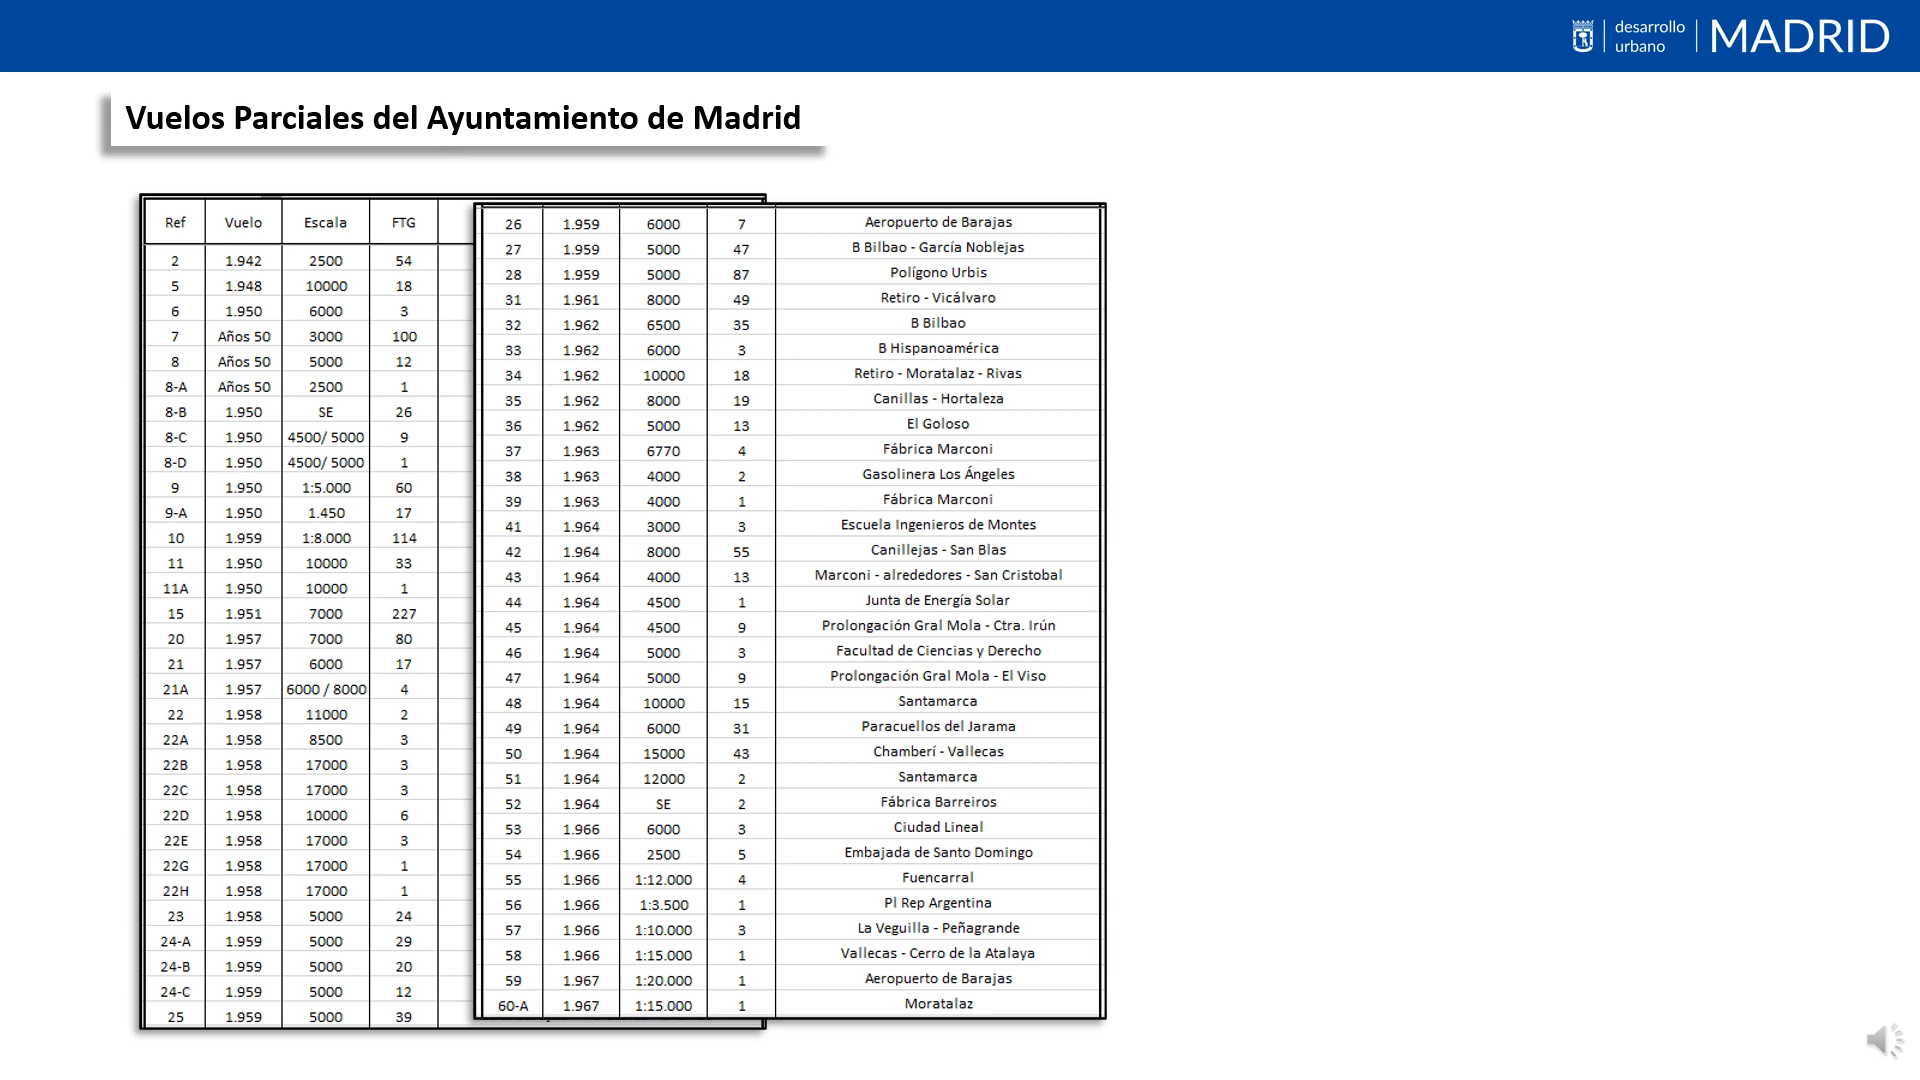 desarrollo
urbano
MADRID
Vuelos Parciales del Ayuntamiento de Madrid
Ref Vuelo Escala FTG
2 1.942 2500 54
5 1.948 10000 18
6 1.950 6000 3
7 Años 50 3000 100
8 Años 50 5000 12
8-A Años 50 2500 1
8-B 1.950 SE 26
8-C 1.950 4500/ 5000 9
8-D 1.950 4500/ 5000 1
9 1.950 1:5.000 60
9-A 1.950 1.450 17
10 1.959 1:8.000 114
11 1.950 10000 33
11A 1.950 10000 1
15 1.951 7000 227
20 1.957 7000 80
21 1.957 6000 17
21A 1.957 6000 / 8000 4
22 1.958 11000 2
22A 1.958 8500 3
22B 1.958 17000 3
22C 1.958 17000 3
22D 1.958 10000 6
22E 1.958 17000 3
22G 1.958 17000 1
22H 1.958 17000 1
23 1.958 5000 24
24-A 1.959 5000 29
24-B 1.959 5000 20
24-C 1.959 5000 12
25 1.959 5000 39
26 1.959 6000 7 Aeropuerto de Barajas
27 1.959 5000 47 B Bilbao - García Noblejas
28 1.959 5000 87 Polígono Urbis
31 1.961 8000 49 Retiro - Vicálvaro
32 1.962 6500 35 B Bilbao
33 1.962 6000 3 B Hispanoamérica
34 1.962 10000 18 Retiro - Moratalaz - Rivas
35 1.962 8000 19 Canillas - Hortaleza
36 1.962 5000 13 El Goloso
37 1.963 6770 4 Fábrica Marconi
38 1.963 4000 2 Gasolinera Los Ángeles
39 1.963 4000 1 Fábrica Marconi
41 1.964 3000 3 Escuela Ingenieros de Montes
42 1.964 8000 55 Canillejas - San Blas
43 1.964 4000 13 Marconi - alrededores - San Cristobal
44 1.964 4500 1 Junta de Energía Solar
45 1.964 4500 9 Prolongación Gral Mola - Ctra. Irún
46 1.964 5000 3 Facultad de Ciencias y Derecho
47 1.964 5000 9 Prolongación Gral Mola - El Viso
48 1.964 10000 15 Santamarca
49 1.964 6000 31 Paracuellos del Jarama
50 1.964 15000 43 Chamberí - Vallecas
51 1.964 12000 2 Santamarca
52 1.964 SE 2 Fábrica Barreiros
53 1.966 6000 3 Ciudad Lineal
54 1.966 2500 5 Embajada de Santo Domingo
55 1.966 1:12.000 4 Fuencarral
56 1.966 1:3.500 1 Pl Rep Argentina
57 1.966 1:10.000 3 La Veguilla - Peñagrande
58 1.966 1:15.000 1 Vallecas - Cerro de la Atalaya
59 1.967 1:20.000 1 Aeropuerto de Barajas
60-A 1.967 1:15.000 1 Moratalaz